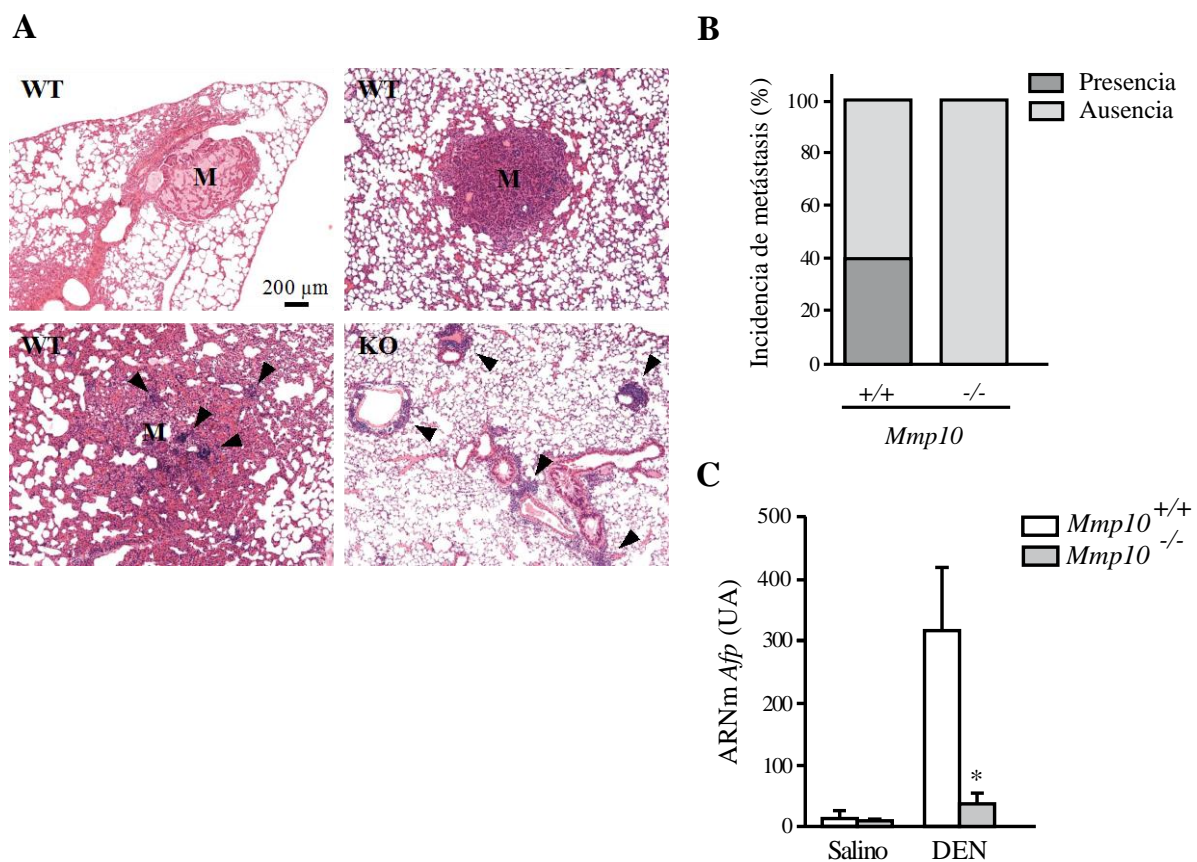 A
WT
M
200 µm
WT
M
WT
M
KO
B
Incidencia de metástasis (%)
100
80
60
40
20
0
+/+
-/-
Mmp10
Presencia
Ausencia
C
ARNm Afp (UA)
500
400
300
200
100
0
Salino
DEN
*
Mmp10 +/+
Mmp10 -/-